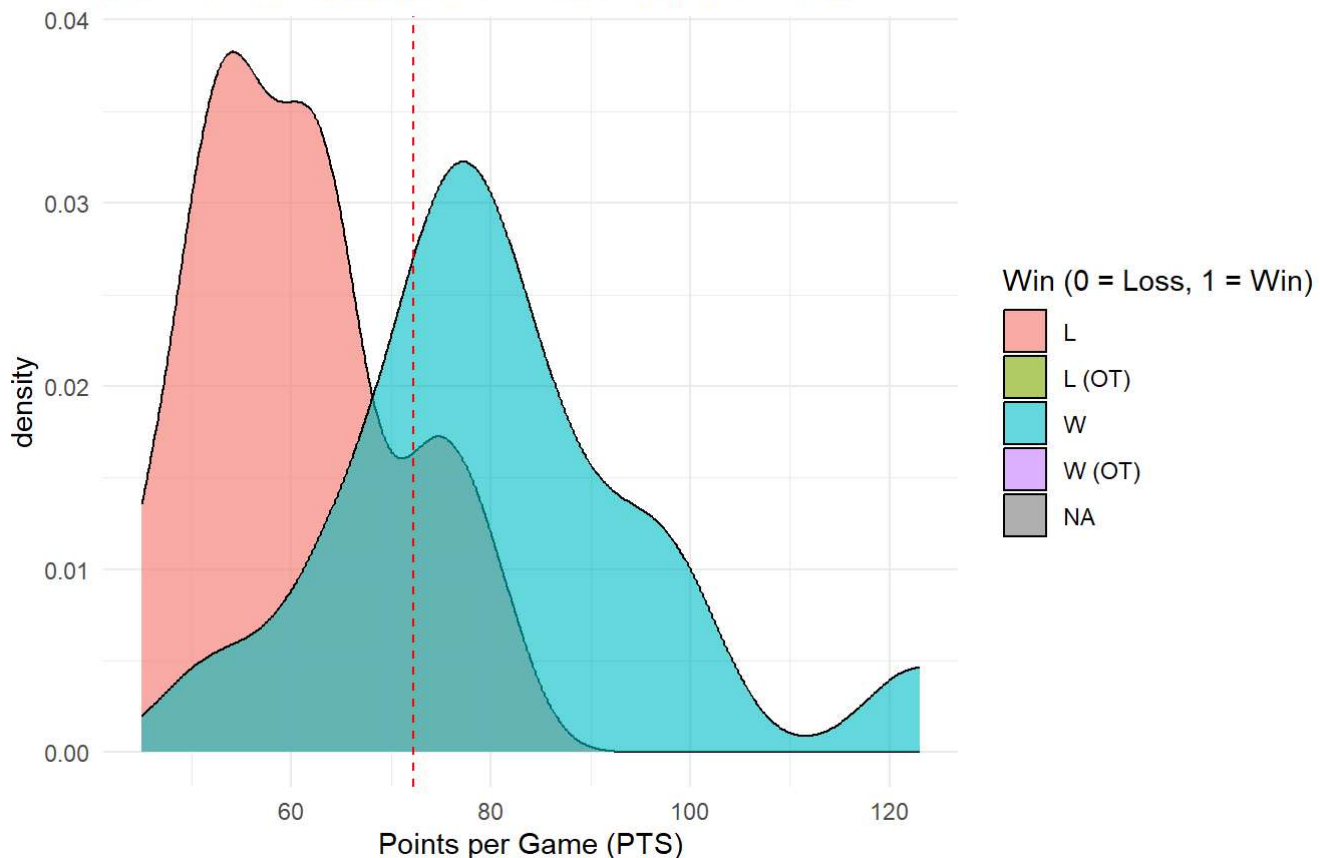 0.04
0.03
0.02
0.01
0.00
density
60
80
100
120
Points per Game (PTS)
Win (0 = Loss, 1 = Win)
L
L (OT)
W
W (OT)
NA